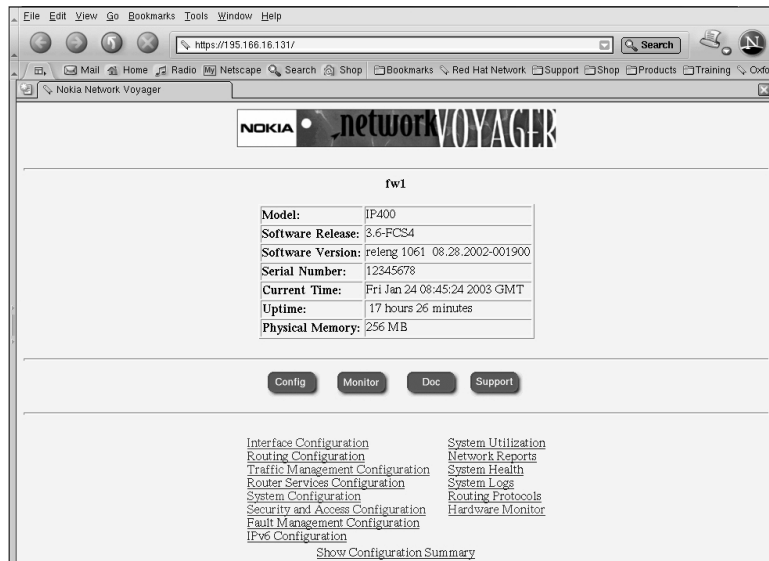 File Edit View Go Bookmarks Tools Window Help
https://195.166.16.131/ Search N
Mail Home Radio My Netscape Search Shop Bookmarks Red Hat Network Support Shop Products Training Oxfo
Nokia Network Voyager
NOKIA network VOYAGER
fw1
Model: IP400
Software Release: 3.6-FCS4
Software Version: releng 1061 08.28.2002-001900
Serial Number: 12345678
Current Time: Fri Jan 24 08:45:24 2003 GMT
Uptime: 17 hours 26 minutes
Physical Memory: 256 MB
Config Monitor Doc Support
Interface Configuration System Utilization
Routing Configuration Network Reports
Traffic Management Configuration System Health
Router Services Configuration System Logs
System Configuration Routing Protocols
Security and Access Configuration Hardware Monitor
Fault Management Configuration
IPv6 Configuration
Show Configuration Summary